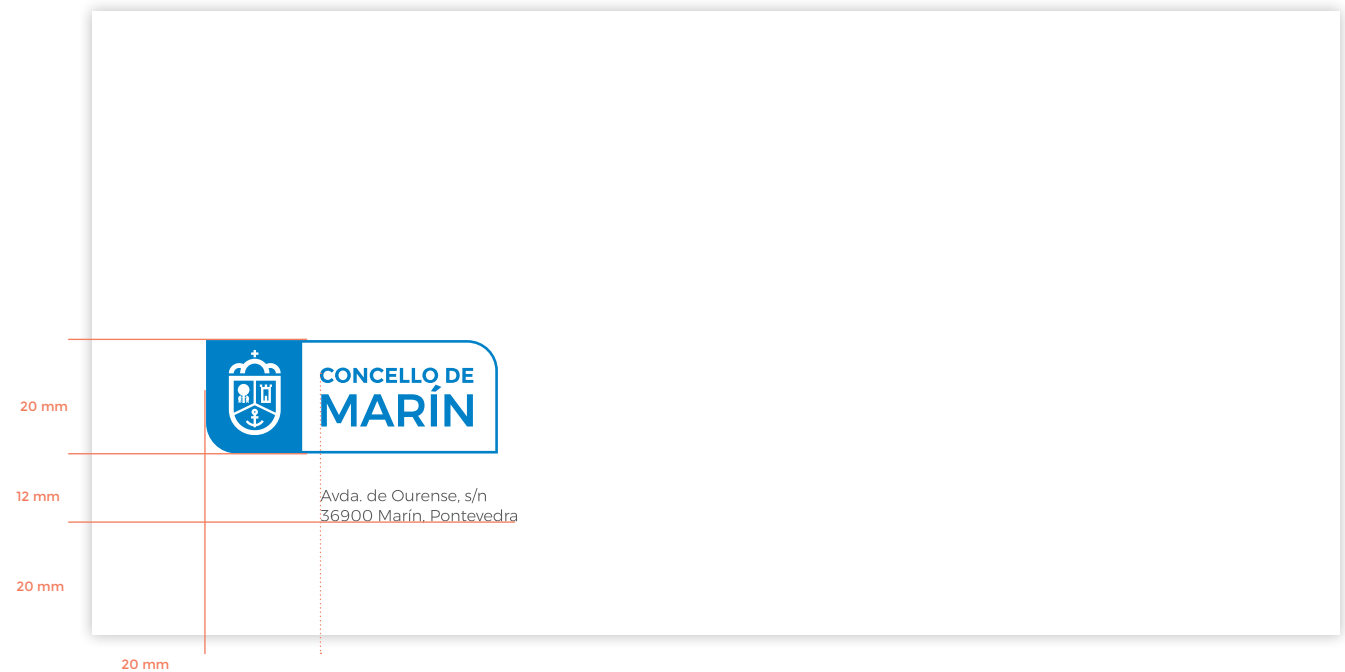 CONCELLO DE
MARÍN
20 mm
12 mm
Avda. de Ourense, s/n
36900 Marín, Pontevedra
20 mm
20 mm